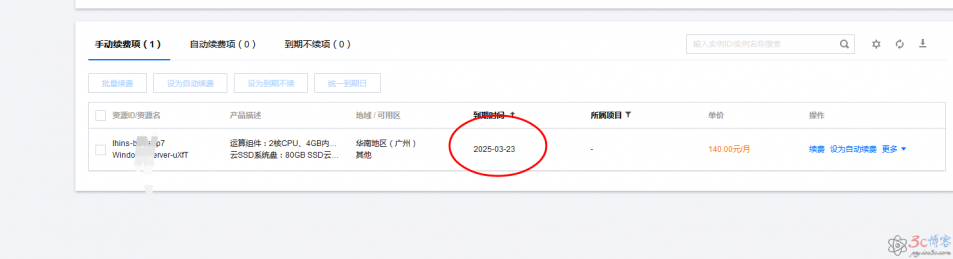 手动续费项（1） 自动续费项（0） 到期不续项（0） 输入实例ID/实例名称搜索
批量续费 设为自动续费 设为到期不续 统一到期日
资源ID/资源名 产品描述 地域 / 可用区 到期时间 所属项目 单价 操作
lhins- p7 运算组件：2核CPU、4GB内... 华南地区（广州） 2025-03-23 - 140.00元/月 续费 设为自动续费 更多
Windo erver-uXfT 云SSD系统盘：80GB SSD云... 其他
3c博客